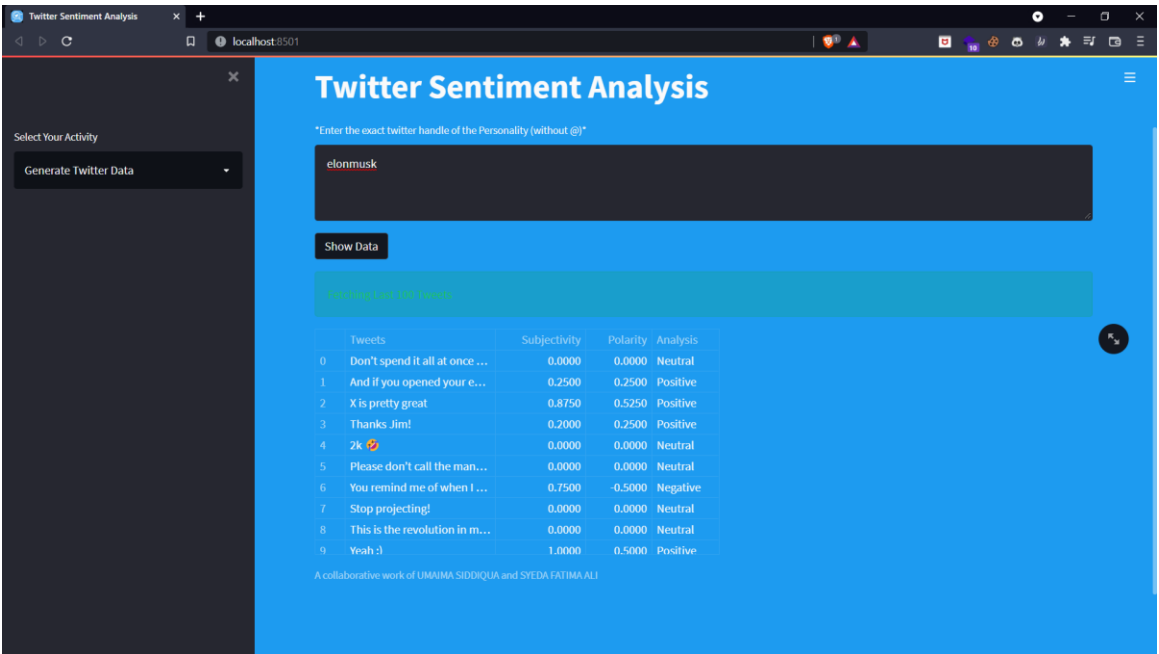 Twitter Sentiment Analysis
localhost:8501
10
Select Your Activity
Generate Twitter Data
Twitter Sentiment Analysis
*Enter the exact twitter handle of the Personality (without @)*
elonmusk
Show Data
Fetching Last 100 Tweets
Tweets Subjectivity Polarity Analysis
0 Don't spend it all at once ... 0.0000 0.0000 Neutral
1 And if you opened your e... 0.2500 0.2500 Positive
2 X is pretty great 0.8750 0.5250 Positive
3 Thanks Jim! 0.2000 0.2500 Positive
4 2k 🤣 0.0000 0.0000 Neutral
5 Please don't call the man... 0.0000 0.0000 Neutral
6 You remind me of when I ... 0.7500 -0.5000 Negative
7 Stop projecting! 0.0000 0.0000 Neutral
8 This is the revolution in m... 0.0000 0.0000 Neutral
9 Yeah :) 1.0000 0.5000 Positive
A collaborative work of UMAIMA SIDDIQUA and SYEDA FATIMA ALI